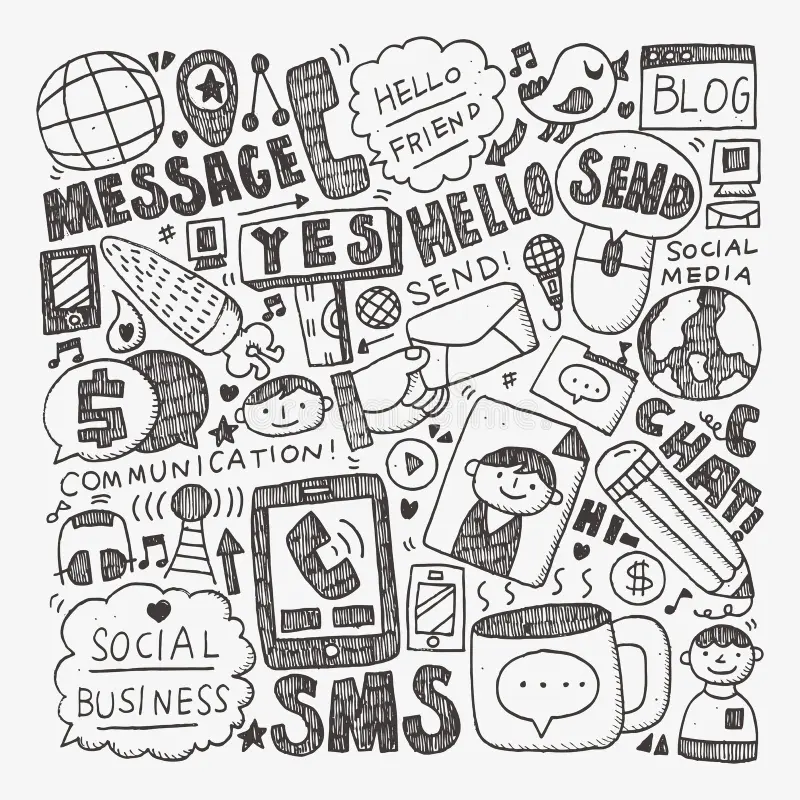 HELLO
FRIEND
BLOG
MESSAGE
SEND
HELLO
YES
SOCIAL
MEDIA
SEND!
#
#
$
CHAT!
COMMUNICATION!
HI-
$
SOCIAL
BUSINESS
SMS